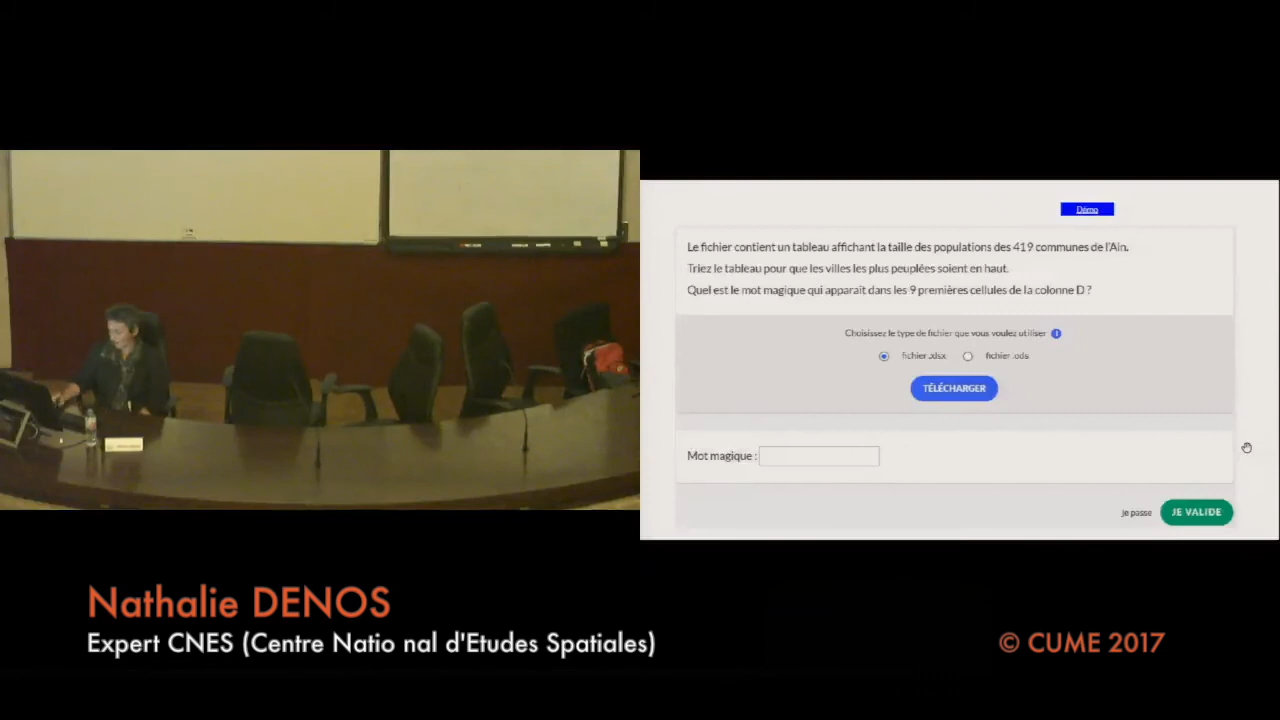 Démo
Le fichier contient un tableau affichant la taille des populations des 419 communes de l'Ain.
Triez le tableau pour que les villes les plus peuplées soient en haut.
Quel est le mot magique qui apparaît dans les 9 premières cellules de la colonne D ?
Choisissez le type de fichier que vous voulez utiliser
fichier .xlsx
fichier .ods
TÉLÉCHARGER
Mot magique :
je passe
JE VALIDE
Nathalie DENOS
Expert CNES (Centre Natio nal d'Etudes Spatiales)
© CUME 2017